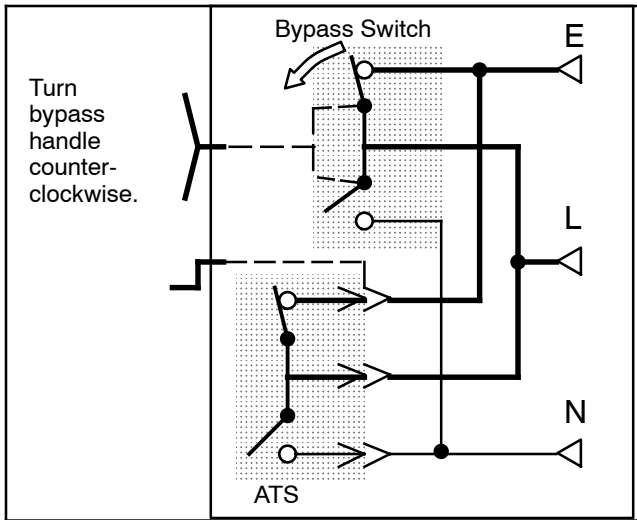 Bypass Switch
E
Turn
bypass
handle
counter-
clockwise.
L
N
ATS